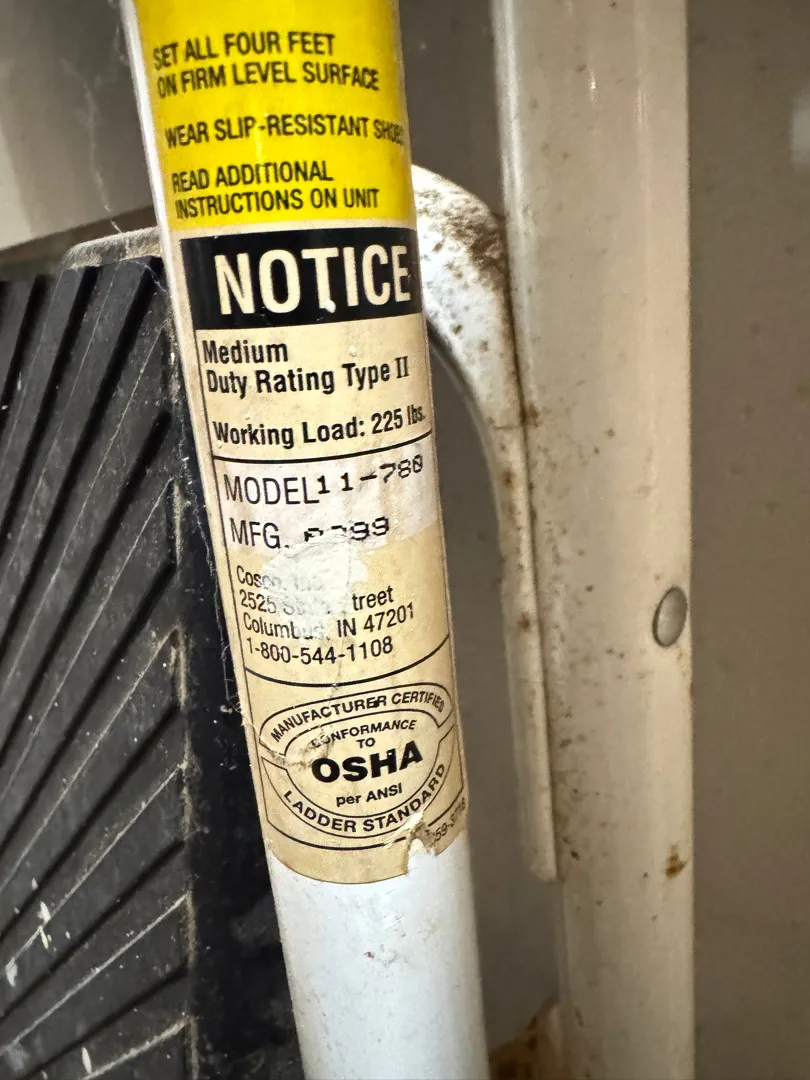 SET ALL FOUR FEET
ON FIRM LEVEL SURFACE
WEAR SLIP-RESISTANT
READ ADDITIONAL
INSTRUCTIONS ON UNIT
NOTICE
Medium
Duty Rating Type II
Working Load: 225 lbs.
MODEL 11-780
MFG.
2525
Columbus, IN 47201
1-800-544-1108
MANUFACTURER CERTIFIED
CONFORMANCE
TO
OSHA
per ANSI
LADDER STANDARD